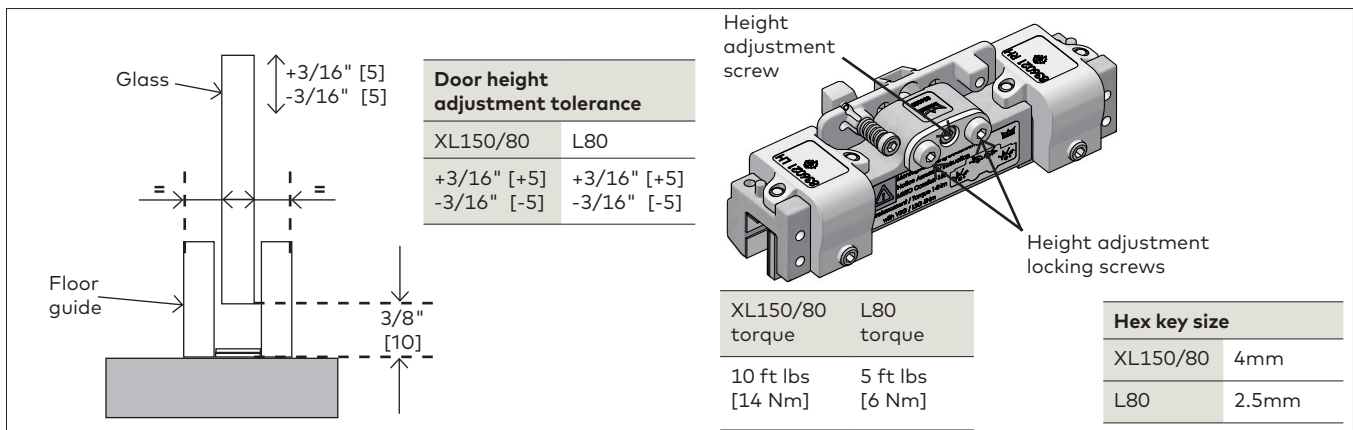 Glass
+3/16" [5]
-3/16" [5]
=
=
Floor
guide
3/8"
[10]
Door height
adjustment tolerance
XL150/80 L80
+3/16" [+5] +3/16" [+5]
-3/16" [-5] -3/16" [-5]
Height
adjustment
screw
Height adjustment
locking screws
XL150/80 L80
torque torque
10 ft lbs 5 ft lbs
[14 Nm] [6 Nm]
Hex key size
XL150/80 4mm
L80 2.5mm